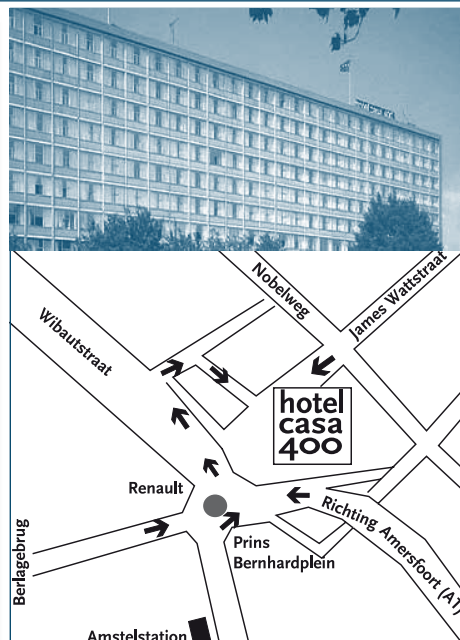 Nobelweg
James Wattstraat
Wibautstraat
hotel
casa
400
Renault
Richting Amersfoort (A1)
Prins
Bernhardplein
Berlagebrug
Amstelstation